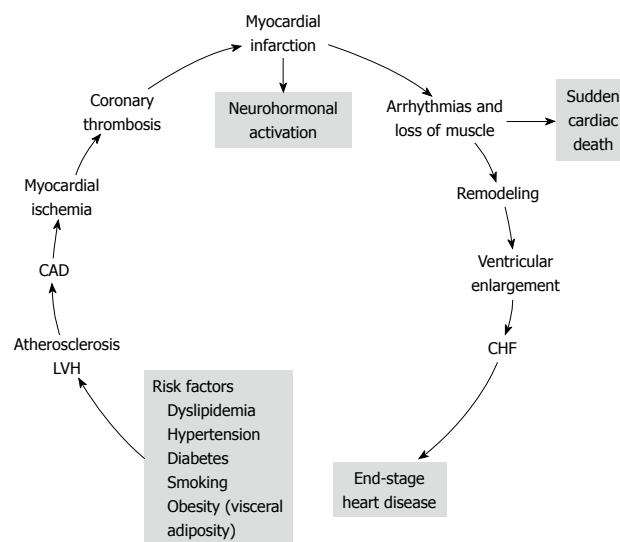 Myocardial
infarction
Neurohormonal
activation
Coronary
thrombosis
Arrhythmias and
loss of muscle
Sudden
cardiac
death
Myocardial
ischemia
Remodeling
CAD
Ventricular
enlargement
Atherosclerosis
LVH
CHF
Risk factors
Dyslipidemia
Hypertension
Diabetes
Smoking
Obesity (visceral
adiposity)
End-stage
heart disease